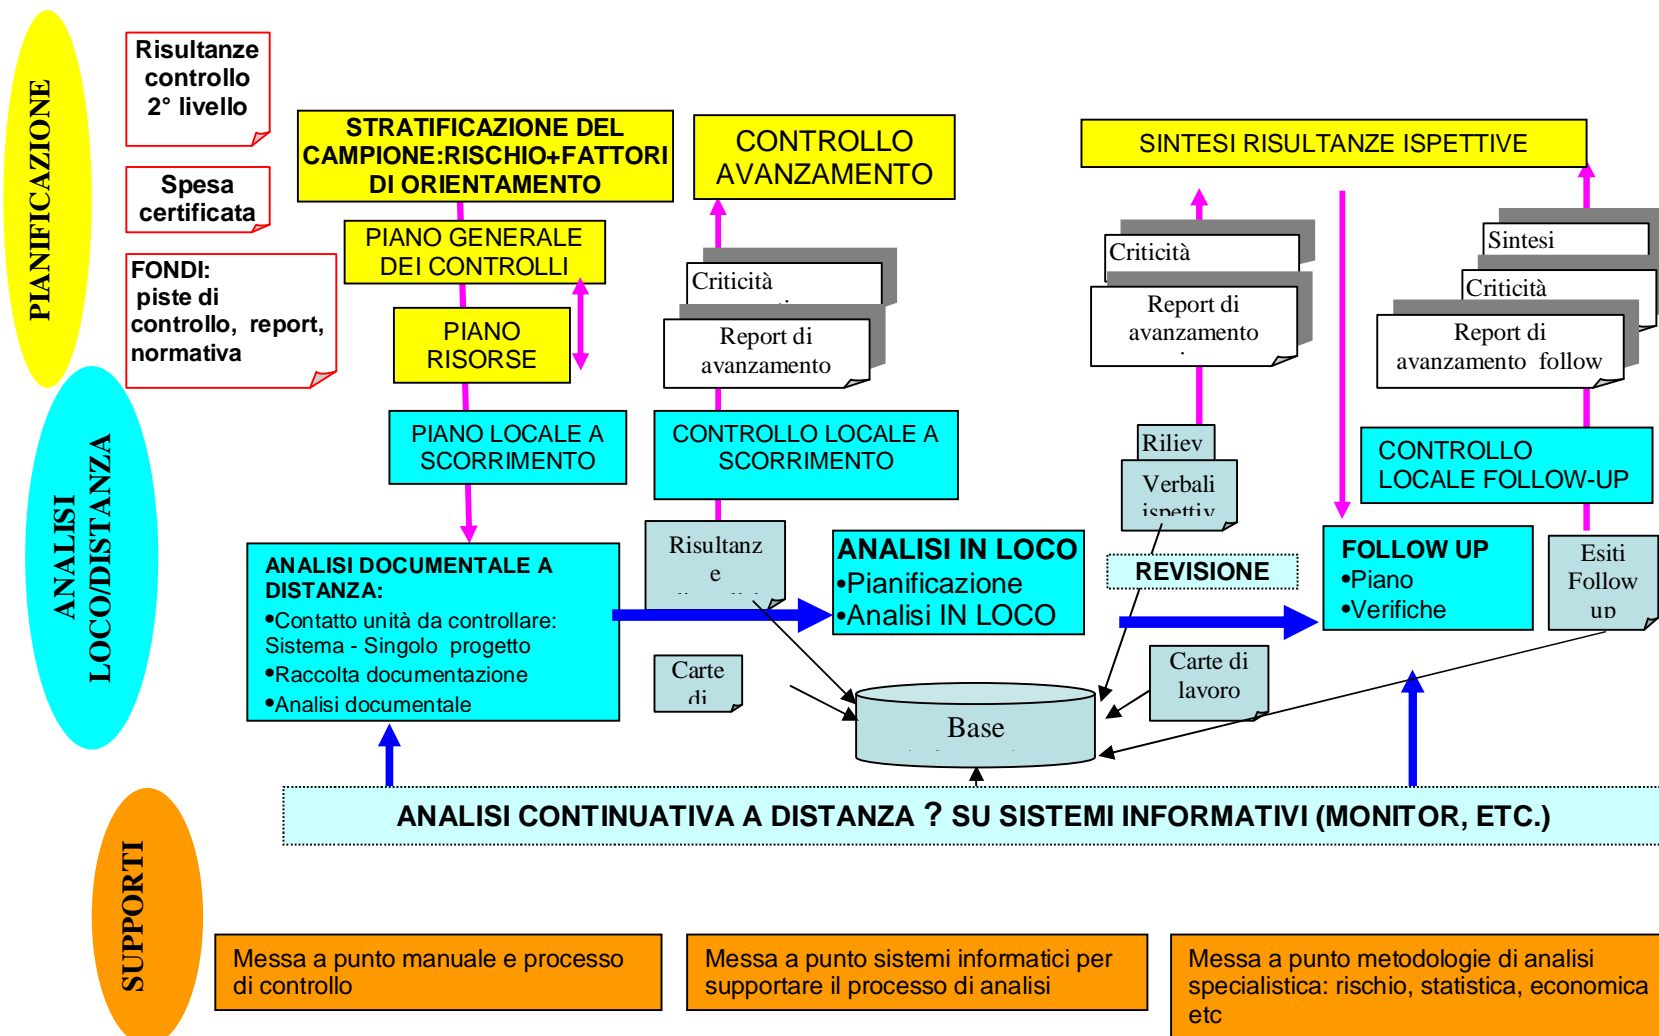 PIANIFICAZIONE
Risultanze
controllo
2° livello
Spesa
certificata
FONDI:
piste di
controllo, report,
normativa
STRATIFICAZIONE DEL
CAMPIONE:RISCHIO+FATTORI
DI ORIENTAMENTO
PIANO GENERALE
DEI CONTROLLI
PIANO
RISORSE
CONTROLLO
AVANZAMENTO
Criticità
Report di
avanzamento
SINTESI RISULTANZE ISPETTIVE
Criticità
Report di
avanzamento
Sintesi
Criticità
Report di
avanzamento follow
ANALISI
LOCO/DISTANZA
PIANO LOCALE A
SCORRIMENTO
CONTROLLO LOCALE A
SCORRIMENTO
Riliev
Verbali
ispettiv
CONTROLLO
LOCALE FOLLOW-UP
ANALISI DOCUMENTALE A
DISTANZA:
•Contatto unità da controllare:
Sistema - Singolo progetto
•Raccolta documentazione
•Analisi documentale
Risultanz
e
Carte
di
ANALISI IN LOCO
•Pianificazione
•Analisi IN LOCO
REVISIONE
Carte di
lavoro
FOLLOW UP
•Piano
•Verifiche
Esiti
Follow
up
Base
ANALISI CONTINUATIVA A DISTANZA ? SU SISTEMI INFORMATIVI (MONITOR, ETC.)
SUPPORTI
Messa a punto manuale e processo
di controllo
Messa a punto sistemi informatici per
supportare il processo di analisi
Messa a punto metodologie di analisi
specialistica: rischio, statistica, economica
etc